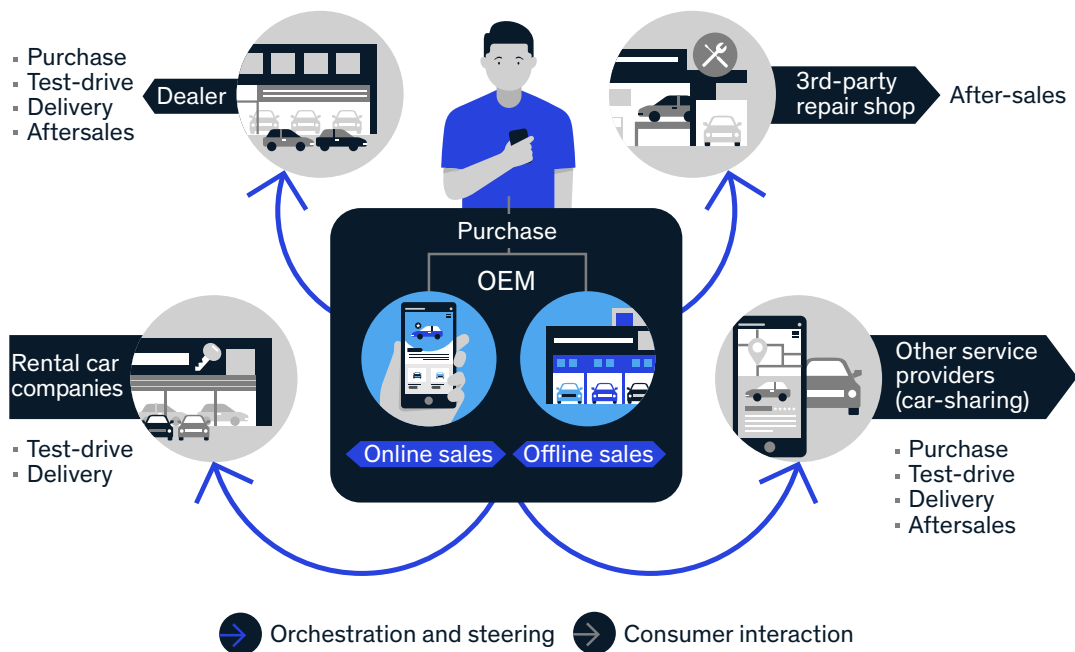 Purchase
Test-drive
Delivery
Aftersales
Dealer
3rd-party
repair shop
After-sales
Purchase
OEM
Online sales
Offline sales
Rental car
companies
Test-drive
Delivery
Other service
providers
(car-sharing)
Purchase
Test-drive
Delivery
Aftersales
Orchestration and steering
Consumer interaction